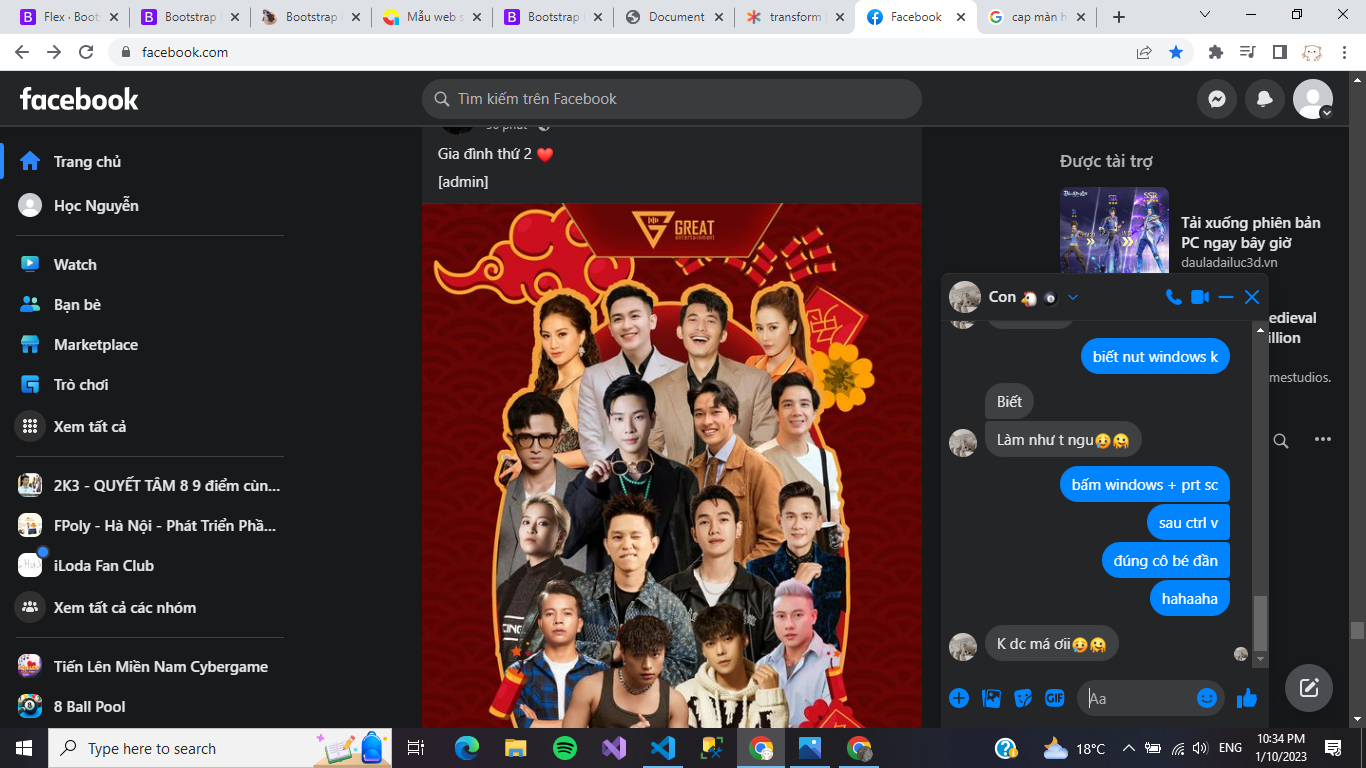 Flex · Boots
Bootstrap
Bootstrap
Mẫu web s
Bootstrap
Document
transform
Facebook
cap màn h
facebook.com
facebook
Tìm kiếm trên Facebook
Trang chủ
Học Nguyễn
Watch
Bạn bè
Marketplace
Trò chơi
Xem tất cả
2K3 - QUYẾT TÂM 8 9 điểm cùn...
FPoly - Hà Nội - Phát Triển Phầ...
iLoda Fan Club
Xem tất cả các nhóm
Tiến Lên Miền Nam Cybergame
8 Ball Pool
Gia đình thứ 2 ❤️
[admin]
GREAT
entertainment
Được tài trợ
SSR
Tải xuống phiên bản
PC ngay bây giờ
dauladailuc3d.vn
edieval
illion
mestudios.
Con 🐔 🎱
biết nut windows k
Biết
Làm như t ngu😥🫠
bấm windows + prt sc
sau ctrl v
đúng cô bé đần
hahaaha
K dc má ơii😥🫠
GIF
Aa
Type here to search
18°C
ENG
10:34 PM
1/10/2023